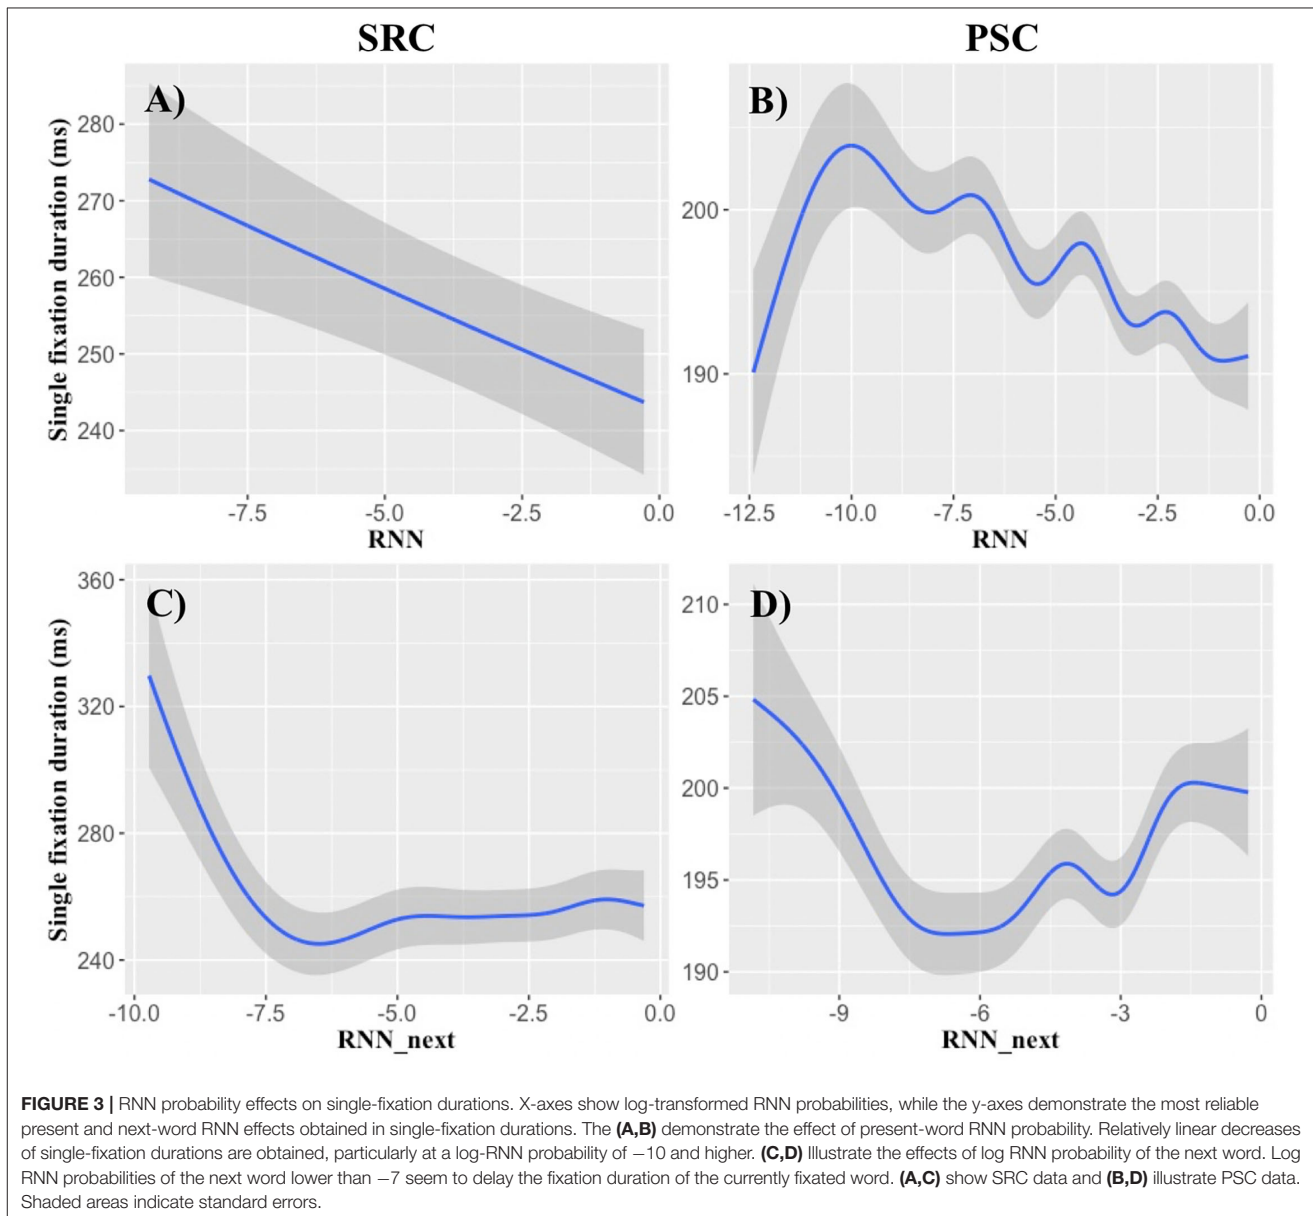 SRC
PSC
A)
B)
Single fixation duration (ms)
280
270
260
250
240
200
190
-7.5
-5.0
-2.5
0.0
RNN
-12.5
-10.0
-7.5
-5.0
-2.5
0.0
RNN
C)
D)
Single fixation duration (ms)
360
320
280
240
210
205
200
195
190
-10.0
-7.5
-5.0
-2.5
0.0
RNN_next
-9
-6
-3
0
RNN_next
FIGURE 3 | RNN probability effects on single-fixation durations. X-axes show log-transformed RNN probabilities, while the y-axes demonstrate the most reliable
present and next-word RNN effects obtained in single-fixation durations. The (A,B) demonstrate the effect of present-word RNN probability. Relatively linear decreases
of single-fixation durations are obtained, particularly at a log-RNN probability of −10 and higher. (C,D) Illustrate the effects of log RNN probability of the next word. Log
RNN probabilities of the next word lower than −7 seem to delay the fixation duration of the currently fixated word. (A,C) show SRC data and (B,D) illustrate PSC data.
Shaded areas indicate standard errors.